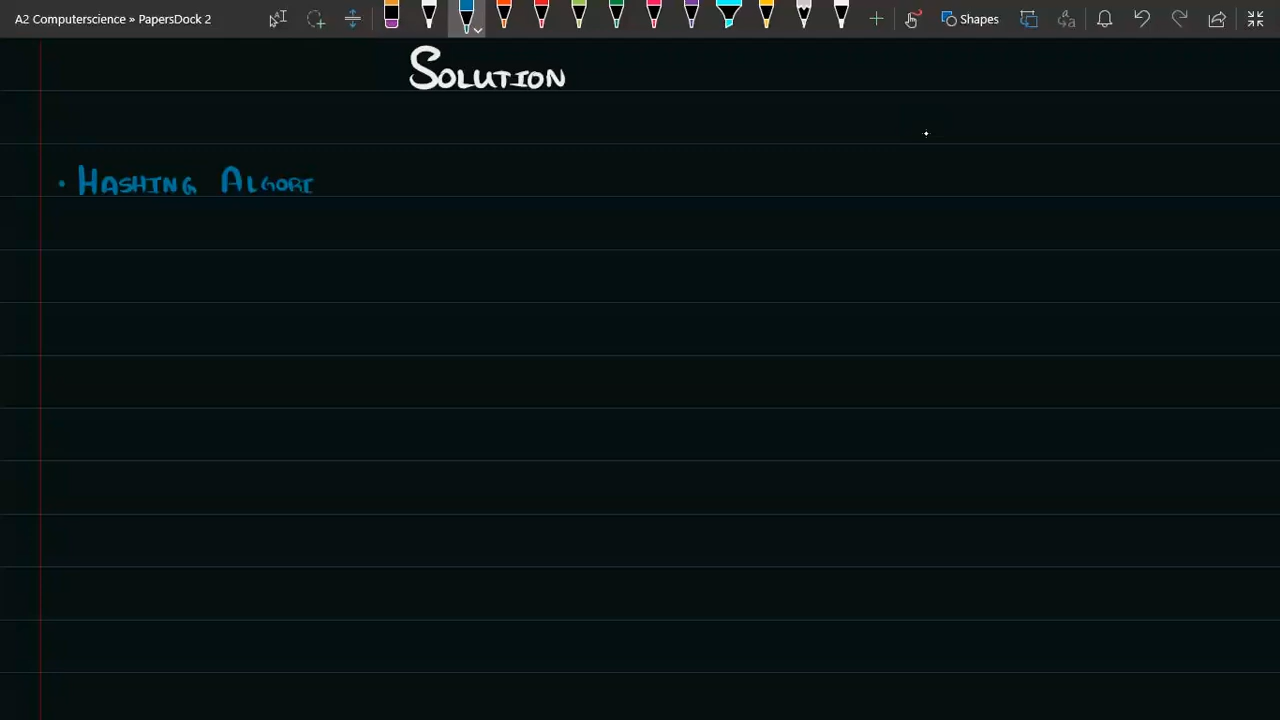 A2 Computerscience » PapersDock 2
Shapes
SOLUTION
• HASHING ALGORI